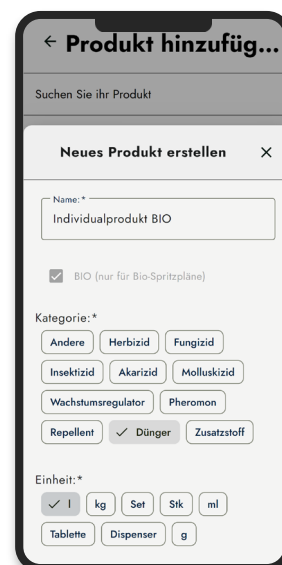 Produkt hinzufüg...
Suchen Sie ihr Produkt
Neues Produkt erstellen
Name:*
Individualprodukt BIO
BIO (nur für Bio-Spritzpläne)
Kategorie:*
Andere Herbizid Fungizid
Insektizid Akarizid Molluskizid
Wachstumsregulator Pheromon
Repellent Dünger Zusatzstoff
Einheit:*
l kg Set Stk ml
Tablette Dispenser g